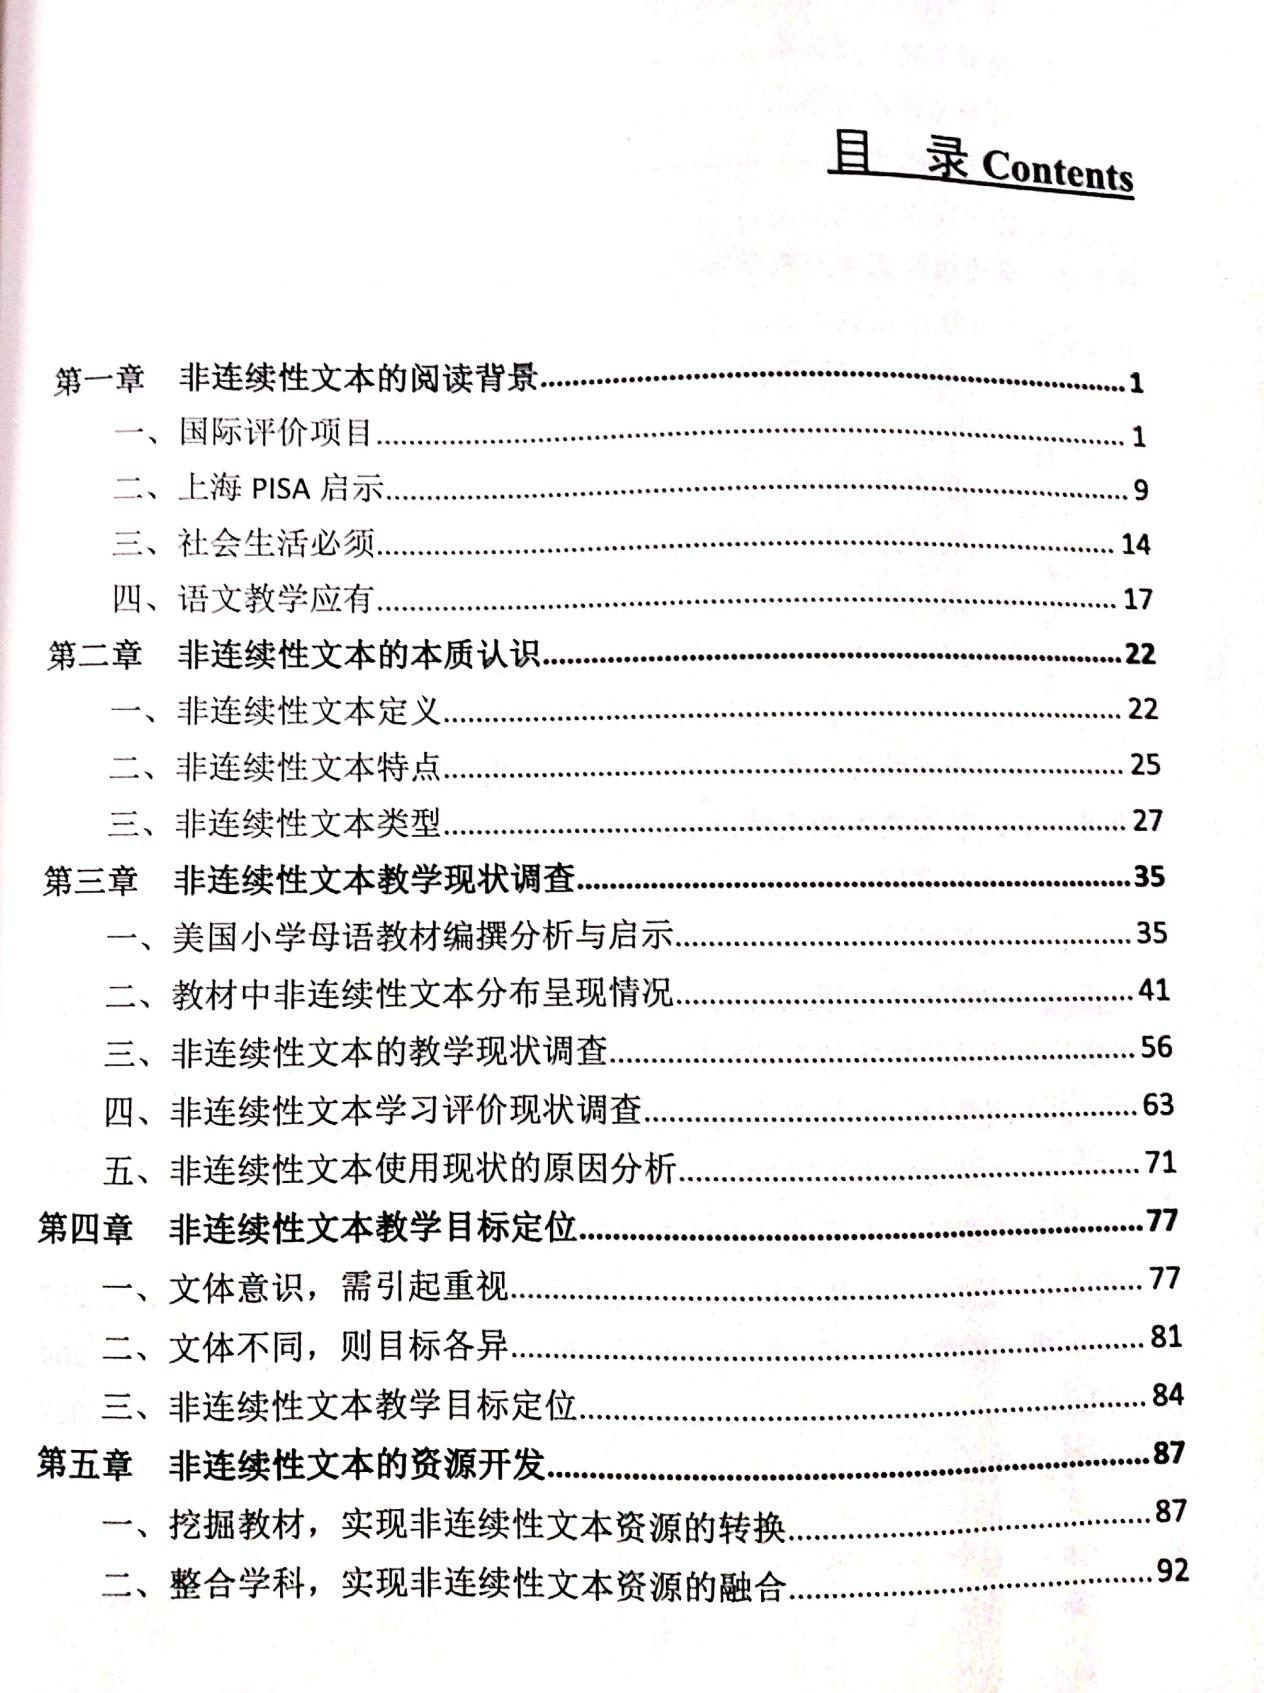 目 录 Contents
第一章 非连续性文本的阅读背景........................................1
一、国际评价项目........................................1
二、上海 PISA 启示........................................9
三、社会生活必须........................................14
四、语文教学应有........................................17
第二章 非连续性文本的本质认识........................................22
一、非连续性文本定义........................................22
二、非连续性文本特点........................................25
三、非连续性文本类型........................................27
第三章 非连续性文本教学现状调查........................................35
一、美国小学母语教材编撰分析与启示........................................35
二、教材中非连续性文本分布呈现情况........................................41
三、非连续性文本的教学现状调查........................................56
四、非连续性文本学习评价现状调查........................................63
五、非连续性文本使用现状的原因分析........................................71
第四章 非连续性文本教学目标定位........................................77
一、文体意识，需引起重视........................................77
二、文体不同，则目标各异........................................81
三、非连续性文本教学目标定位........................................84
第五章 非连续性文本的资源开发........................................87
一、挖掘教材，实现非连续性文本资源的转换........................................87
二、整合学科，实现非连续性文本资源的融合........................................92